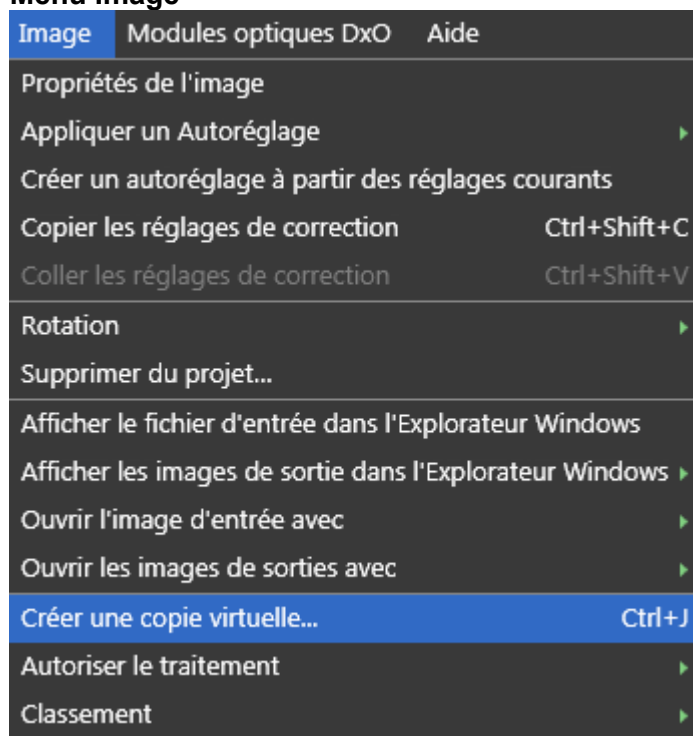 Menu Image
Image Modules optiques DxO Aide
Propriétés de l'image
Appliquer un Autoréglage
Créer un autoréglage à partir des réglages courants
Copier les réglages de correction Ctrl+Shift+C
Coller les réglages de correction Ctrl+Shift+V
Rotation
Supprimer du projet...
Afficher le fichier d'entrée dans l'Explorateur Windows
Afficher les images de sortie dans l'Explorateur Windows
Ouvrir l'image d'entrée avec
Ouvrir les images de sorties avec
Créer une copie virtuelle... Ctrl+J
Autoriser le traitement
Classement